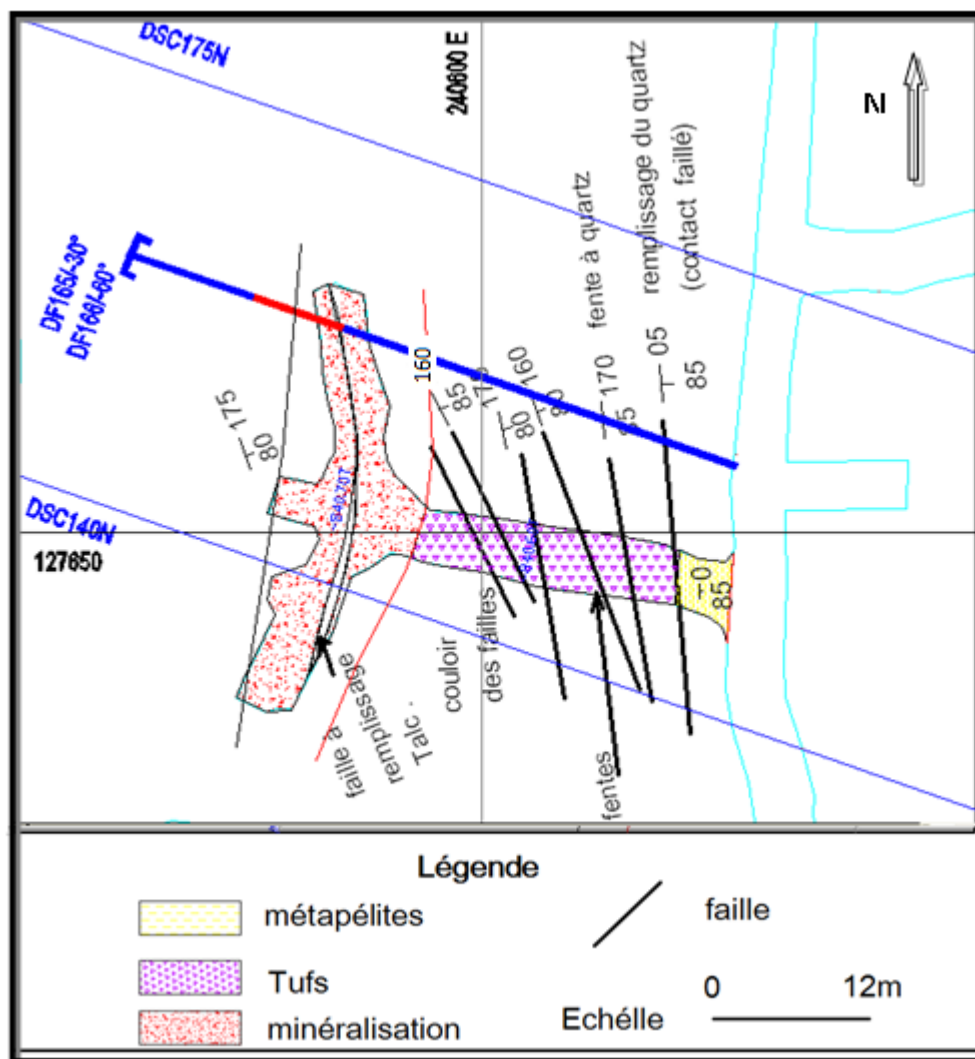 DSC175N
240600 E
N
remplissage du quartz
(contact faillé)
fente à quartz
DF165/-30°
DF166/-60°
160
05
85
170
160
85
80
80 175
DSC140N
127650
0
85
couloir
des failles
faille à
remplissage
Talc .
fentes
Légende
métapélites
faille
Tufs
minéralisation
Echélle
0 12m